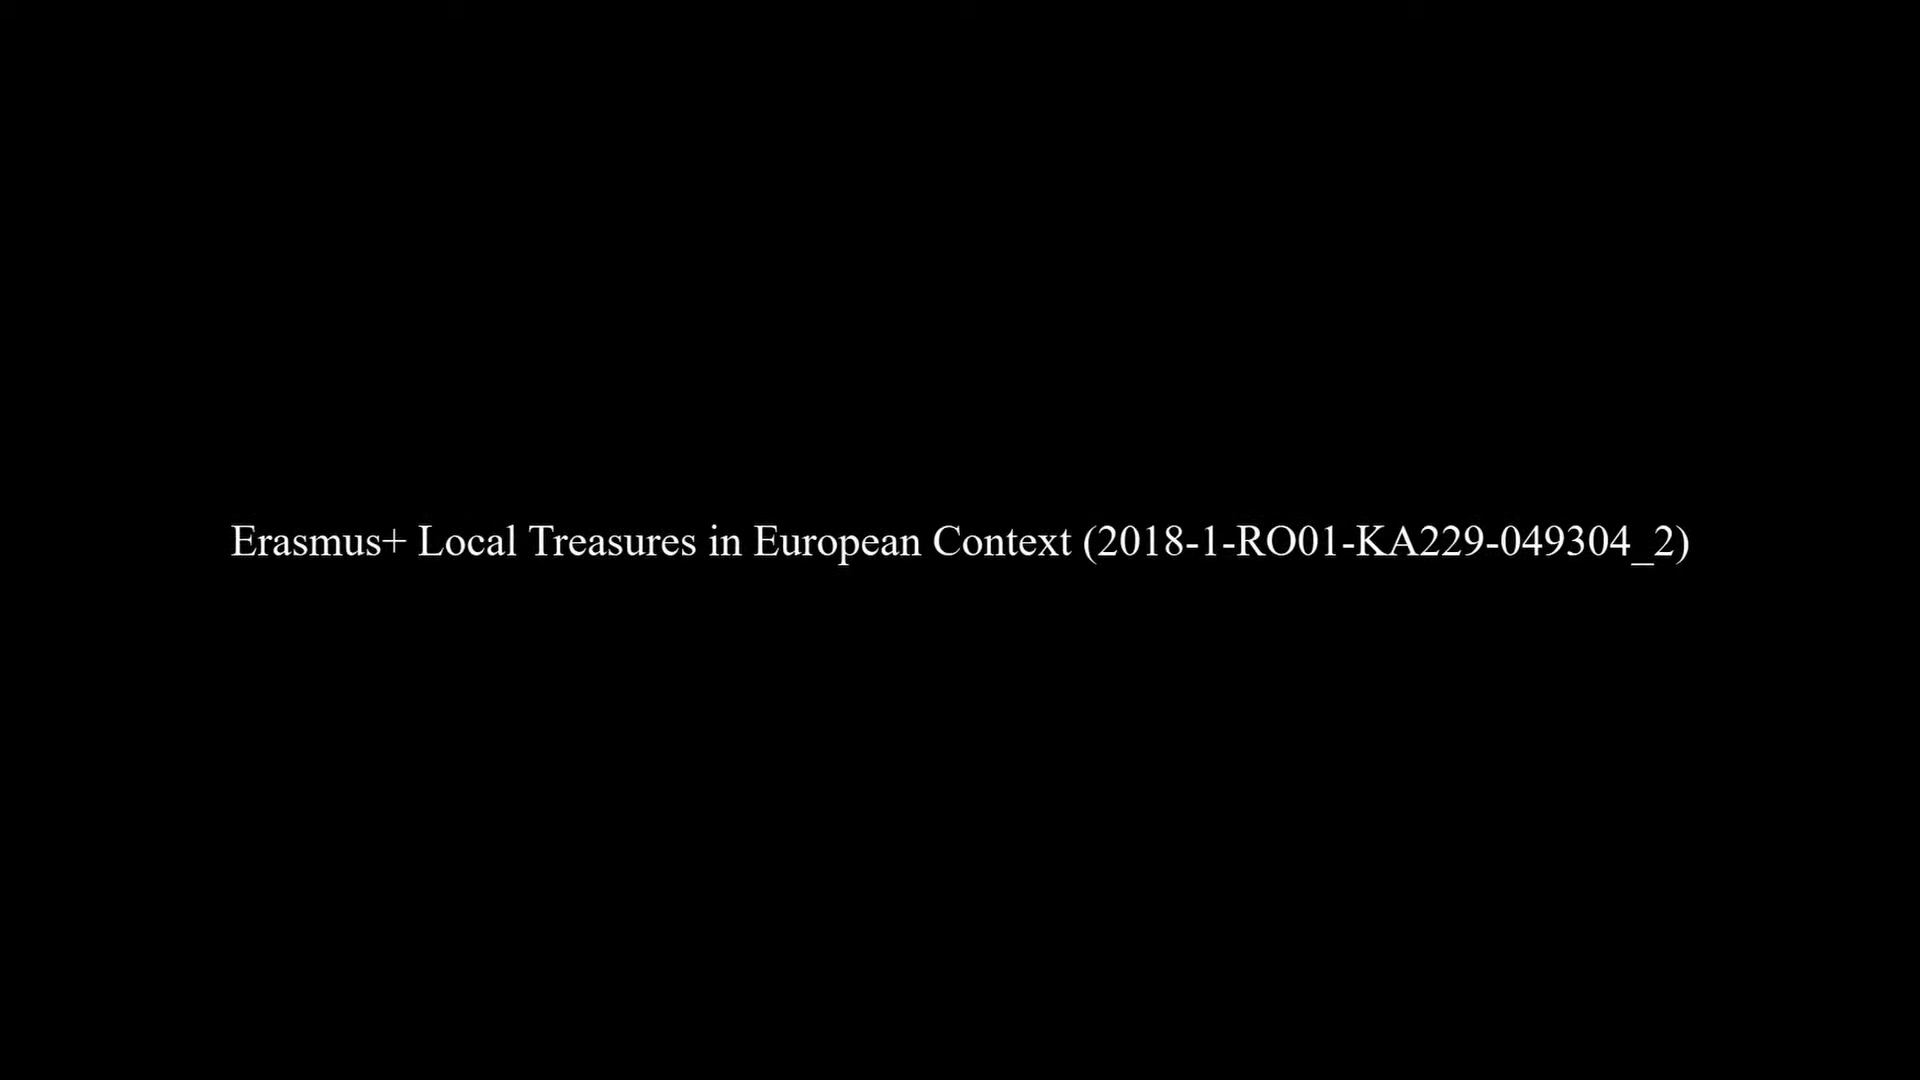 Erasmus+ Local Treasures in European Context (2018-1-RO01-KA229-049304_2)